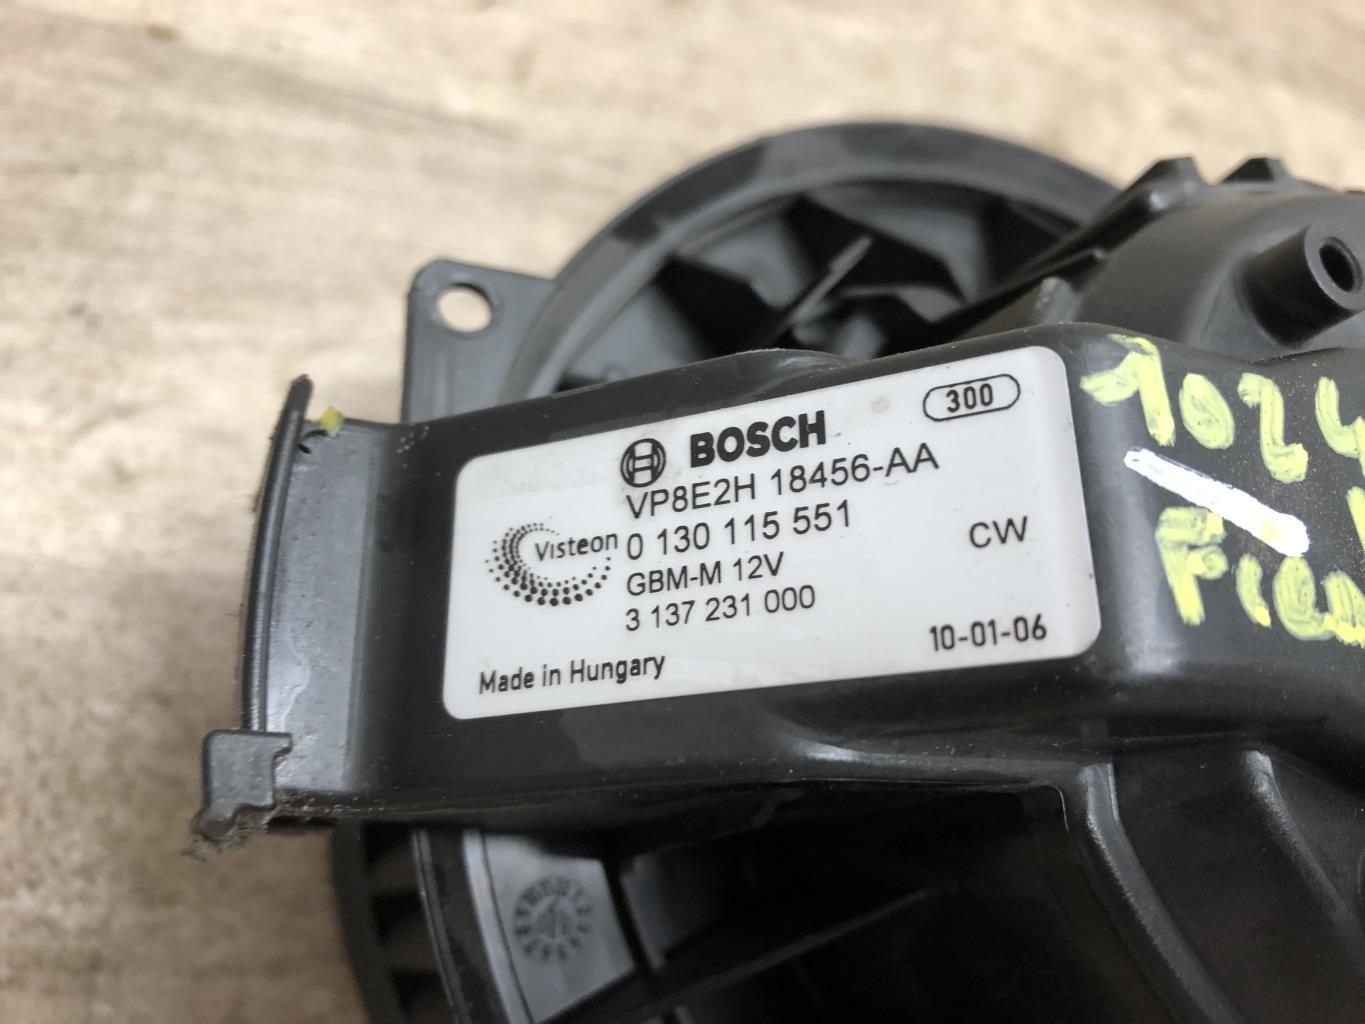 300
BOSCH
VP8E2H 18456-AA
Visteon
0 130 115 551
CW
GBM-M 12V
3 137 231 000
10-01-06
Made in Hungary
1024